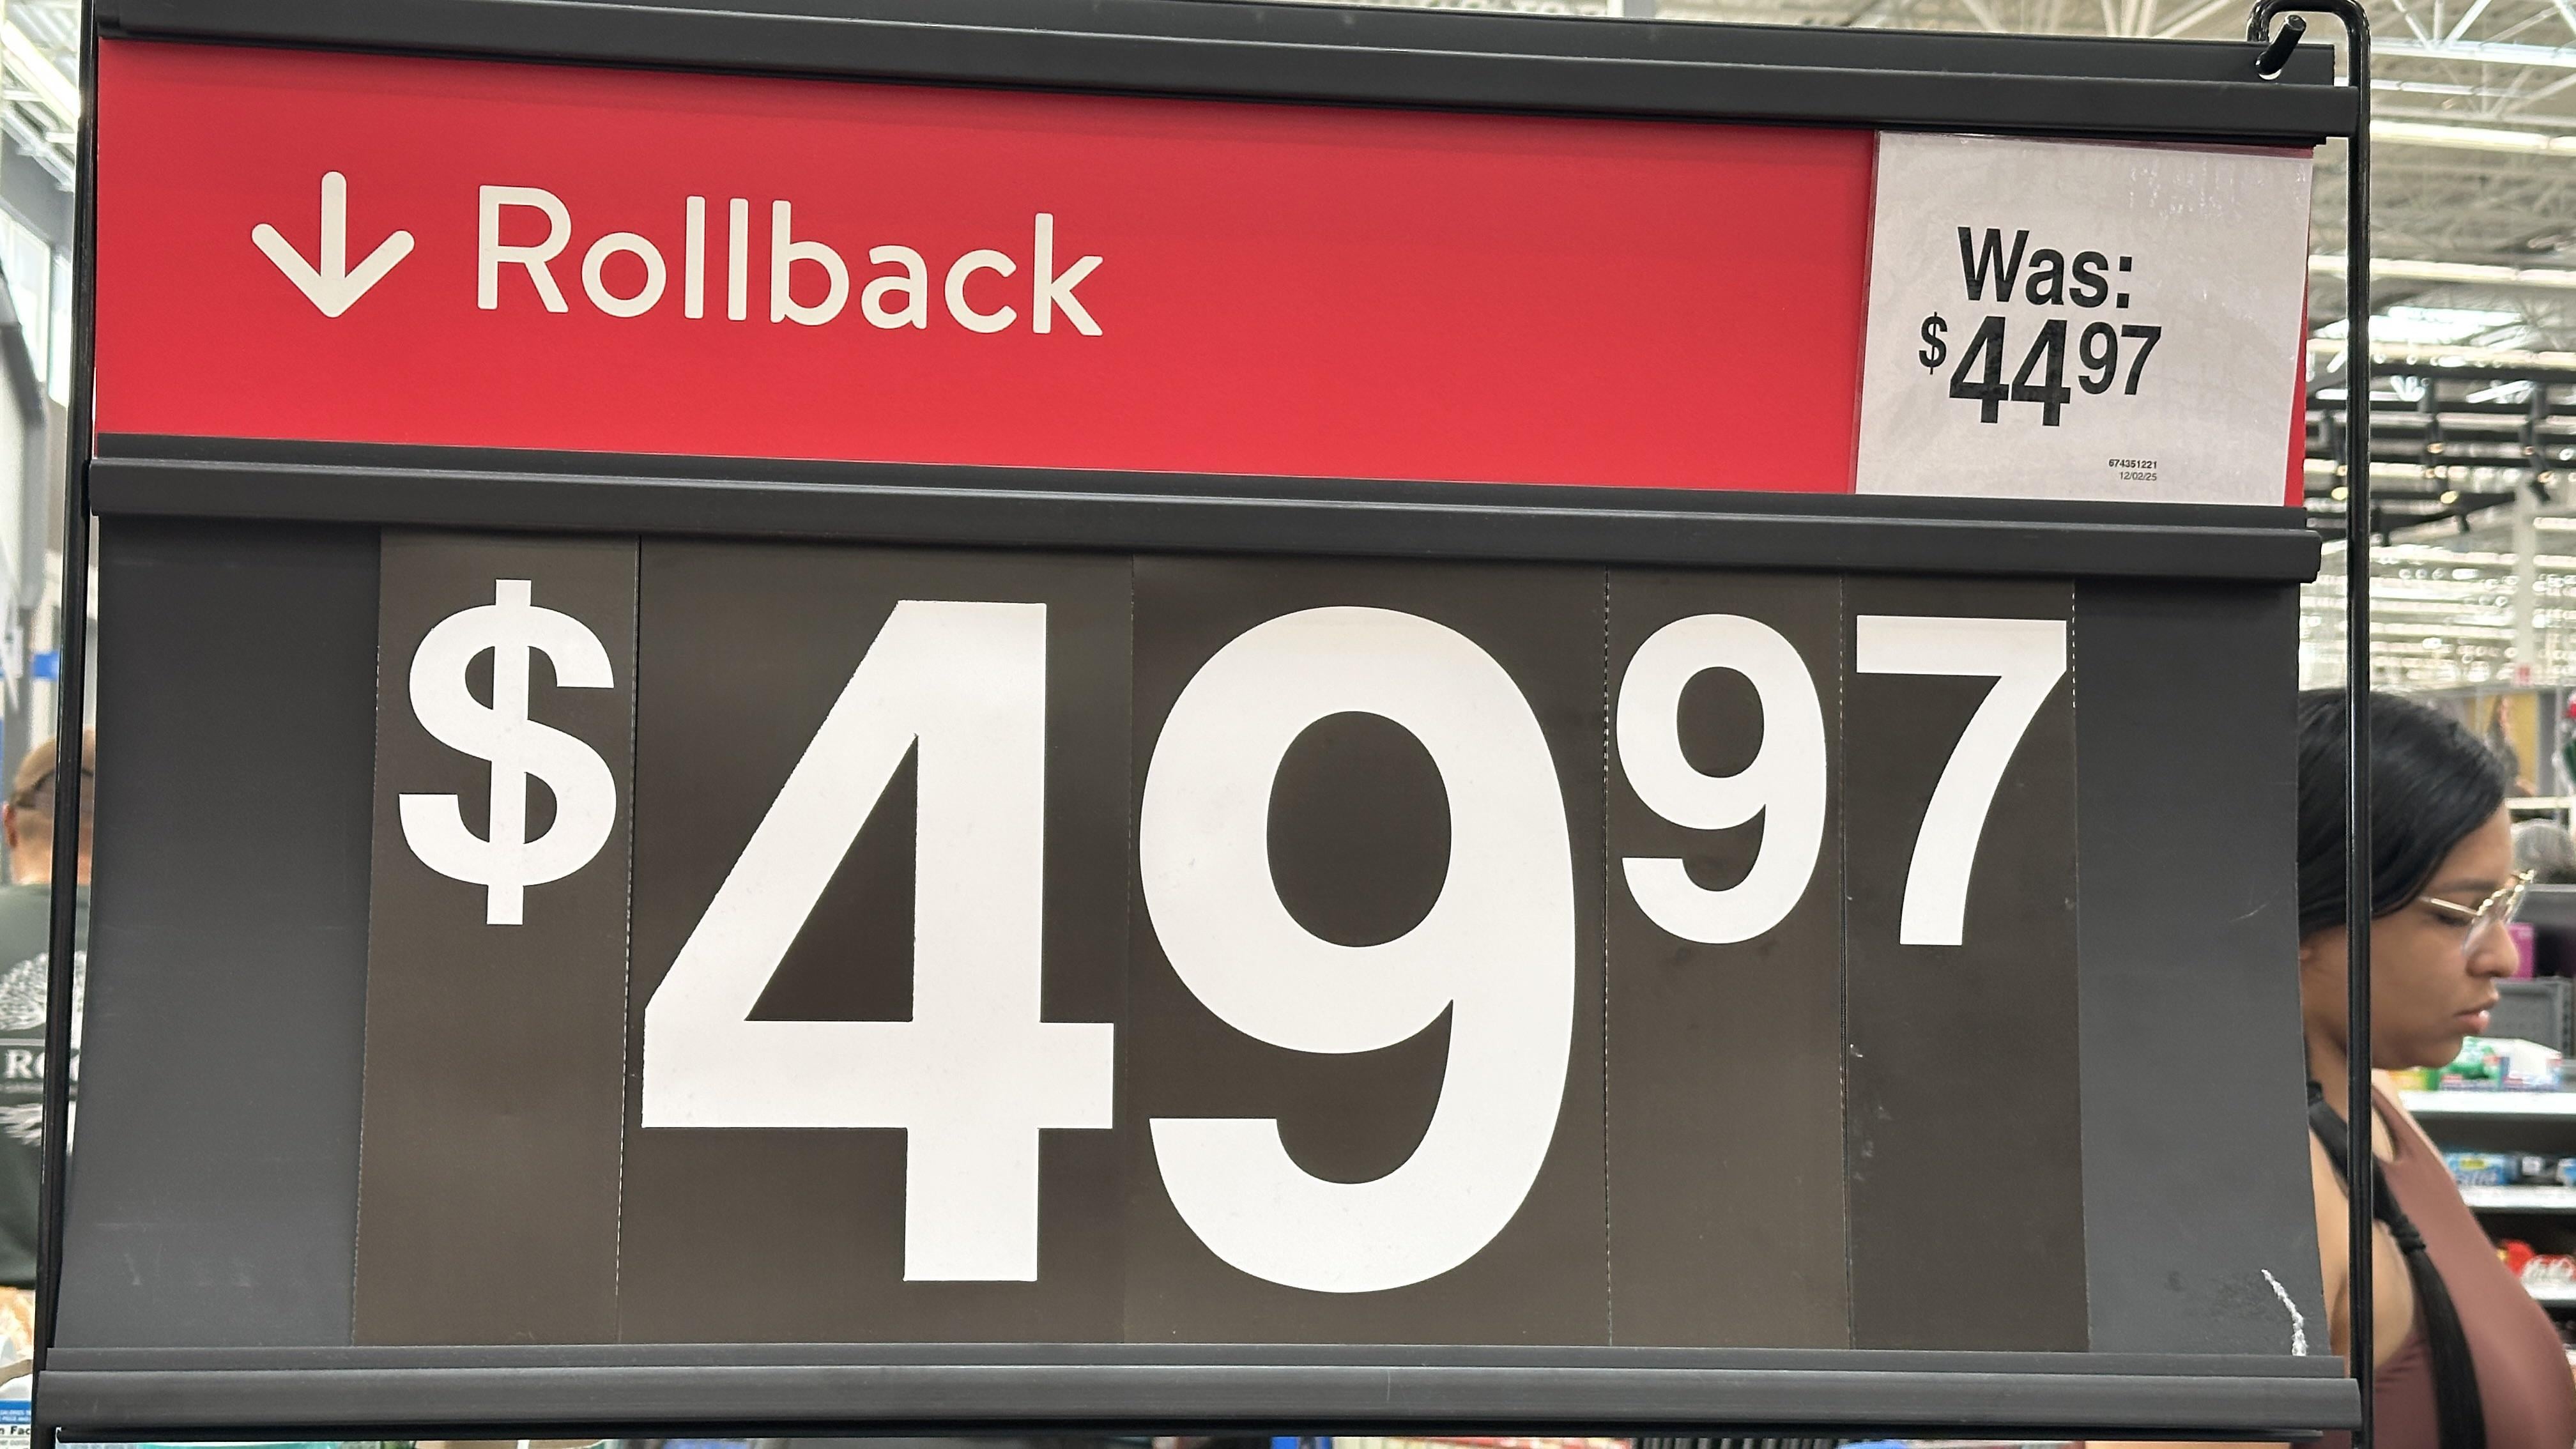 ↓ Rollback
Was:
$44 97
674351221
12/02/25
$49 97